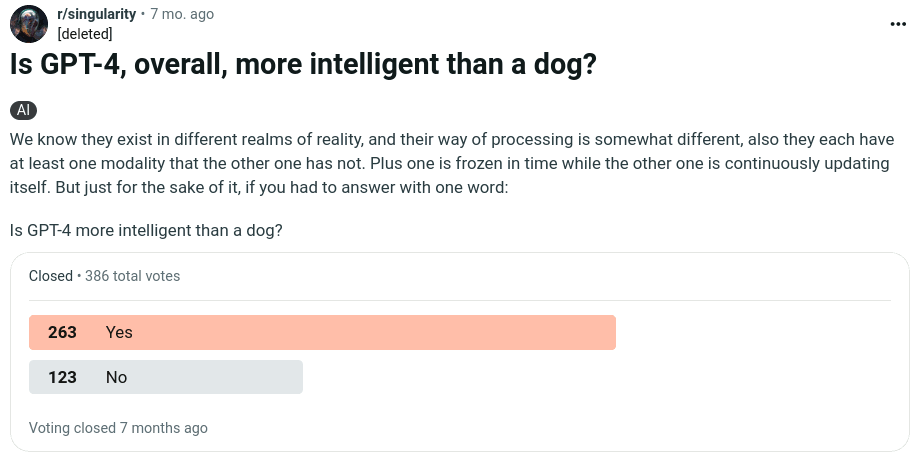 r/singularity • 7 mo. ago
[deleted]
Is GPT-4, overall, more intelligent than a dog?
AI
We know they exist in different realms of reality, and their way of processing is somewhat different, also they each have
at least one modality that the other one has not. Plus one is frozen in time while the other one is continuously updating
itself. But just for the sake of it, if you had to answer with one word:
Is GPT-4 more intelligent than a dog?
Closed • 386 total votes
263 Yes
123 No
Voting closed 7 months ago